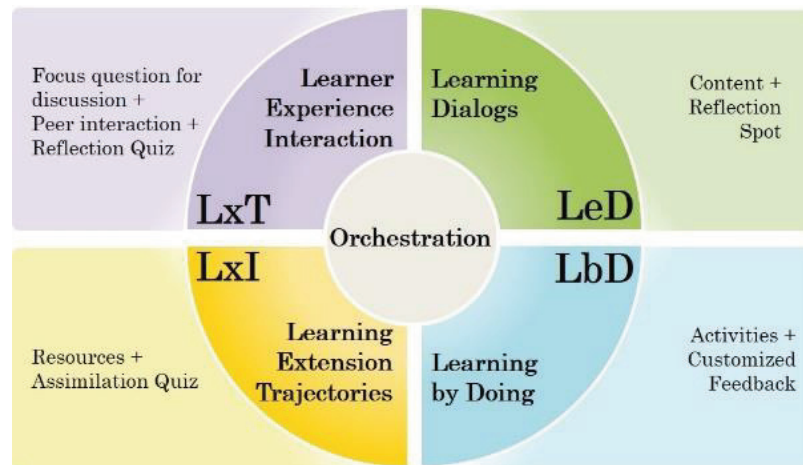 Focus question for
discussion +
Peer interaction +
Reflection Quiz
Learner
Experience
Interaction
LxT
Learning
Dialogs
LeD
Content +
Reflection
Spot
Orchestration
LxI
Learning
Extension
Trajectories
Resources +
Assimilation Quiz
LbD
Learning
by Doing
Activities +
Customized
Feedback